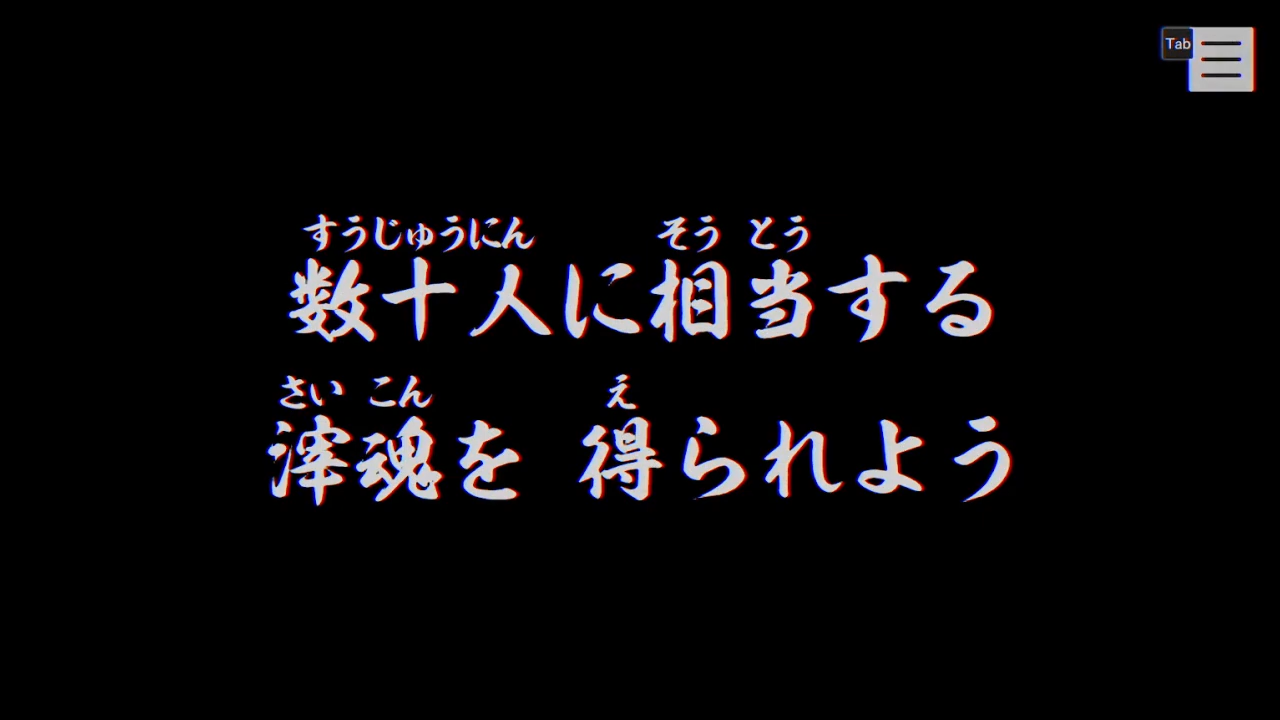 Tab
すうじゅうにん そう とう
数十人に相当する
さい こん え
滓魂を 得られよう